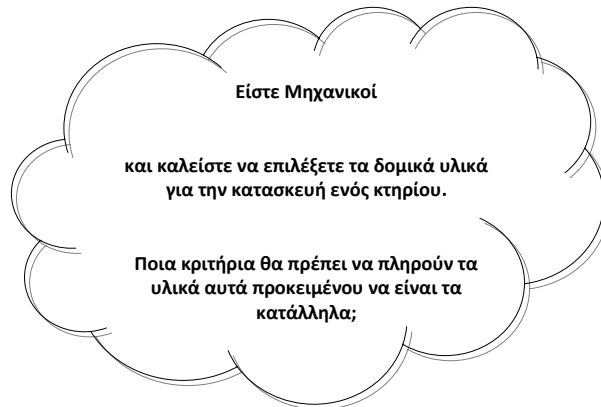 Είστε Μηχανικοί
και καλείστε να επιλέξετε τα δομικά υλικά
για την κατασκευή ενός κτηρίου.
Ποια κριτήρια θα πρέπει να πληρούν τα
υλικά αυτά προκειμένου να είναι τα
κατάλληλα;